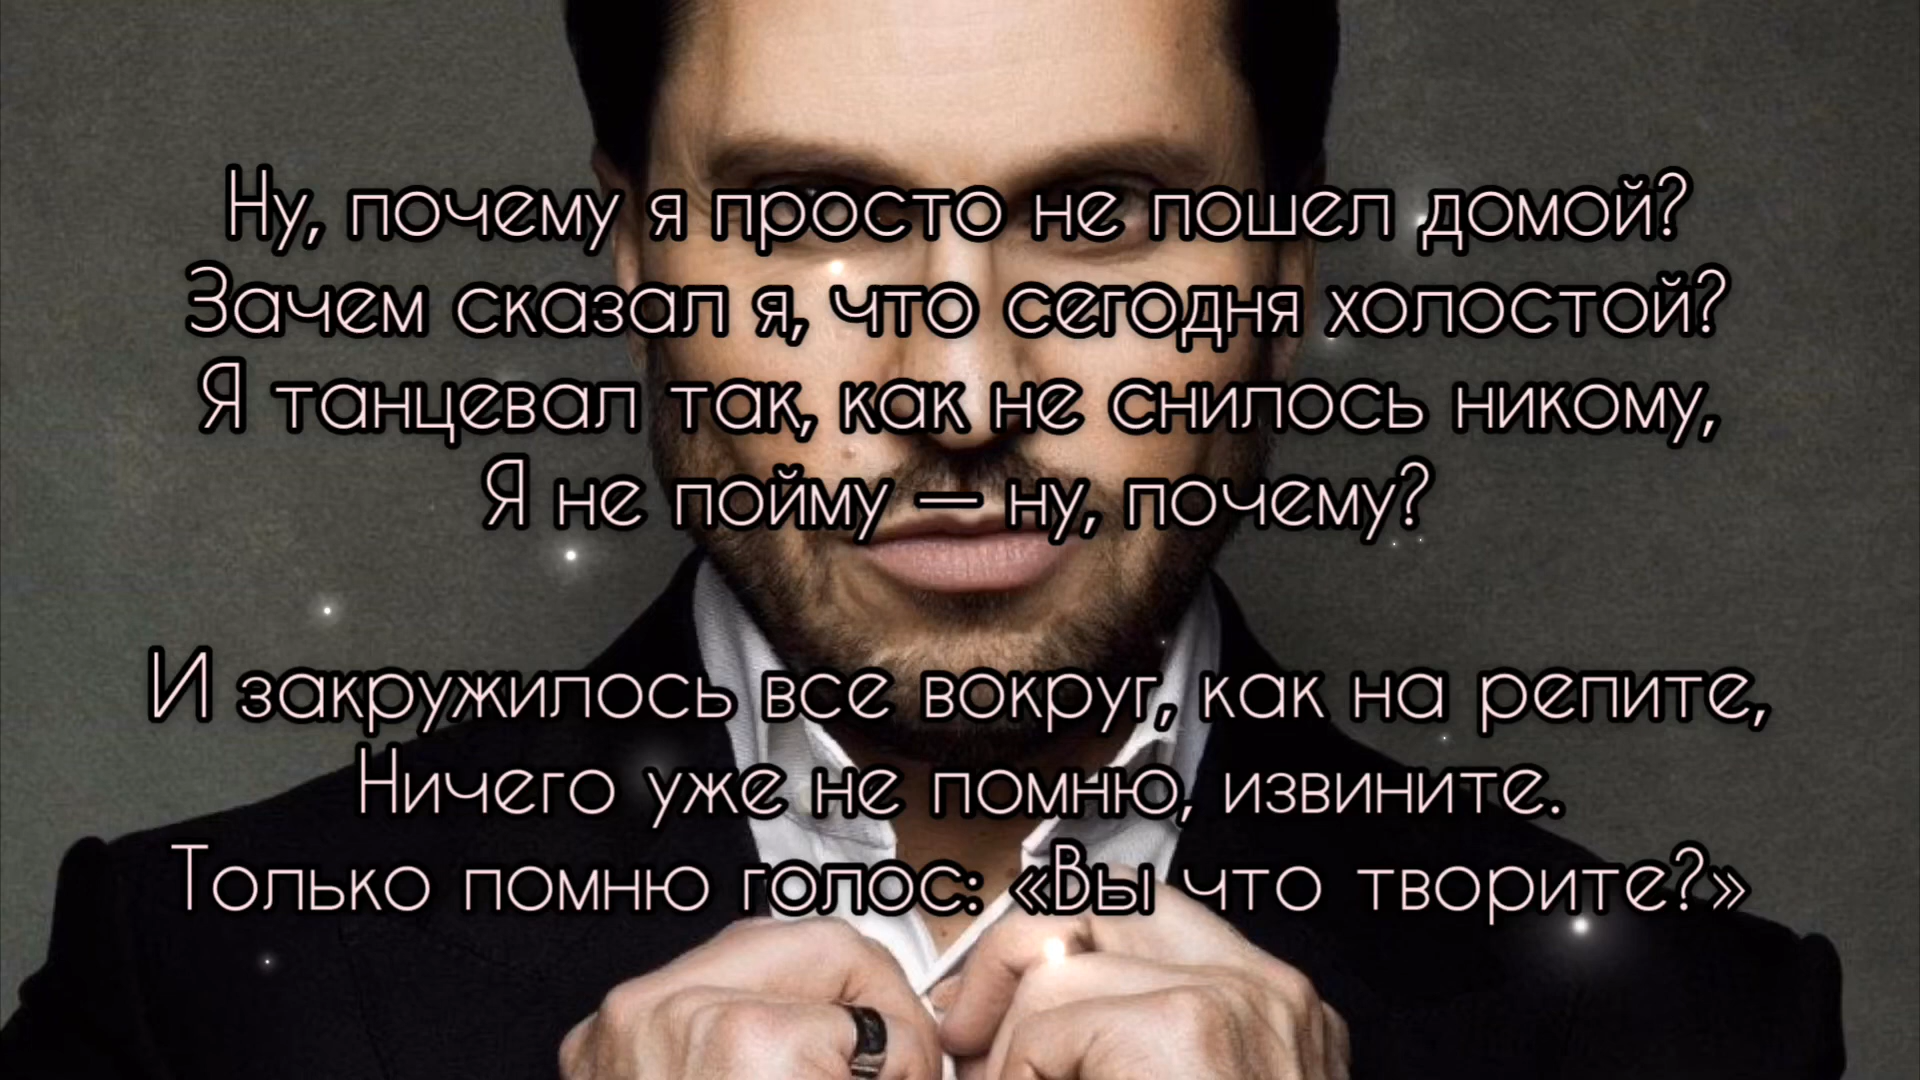 Ну, почему я просто не пошел домой?
Зачем сказал я, что сегодня холостой?
Я танцевал так, как не снилось никому,
Я не пойму — ну, почему?
И закружилось все вокруг, как на репите,
Ничего уже не помню, извините.
Только помню голос: «Вы что творите?»